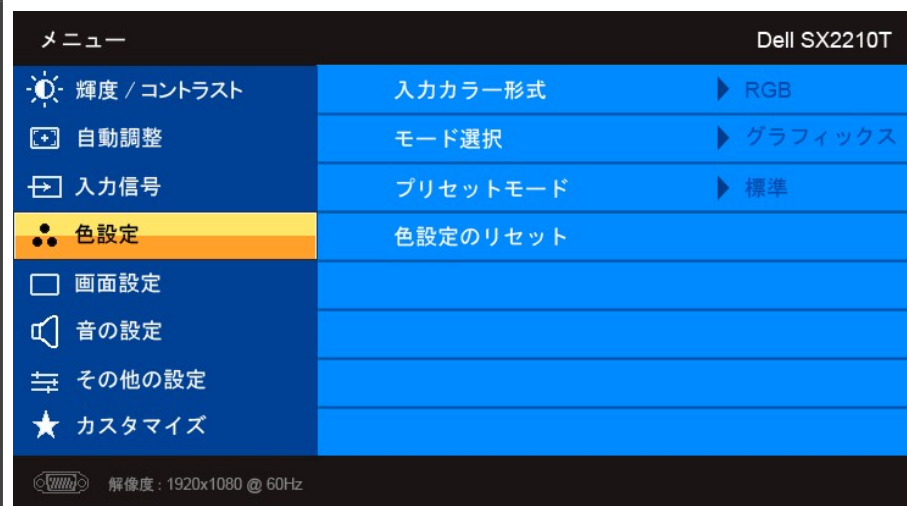 メニュー
Dell SX2210T
輝度 / コントラスト
自動調整
入力信号
色設定
画面設定
音の設定
その他の設定
カスタマイズ
入力カラー形式
RGB
モード選択
グラフィックス
プリセットモード
標準
色設定のリセット
解像度 : 1920x1080 @ 60Hz